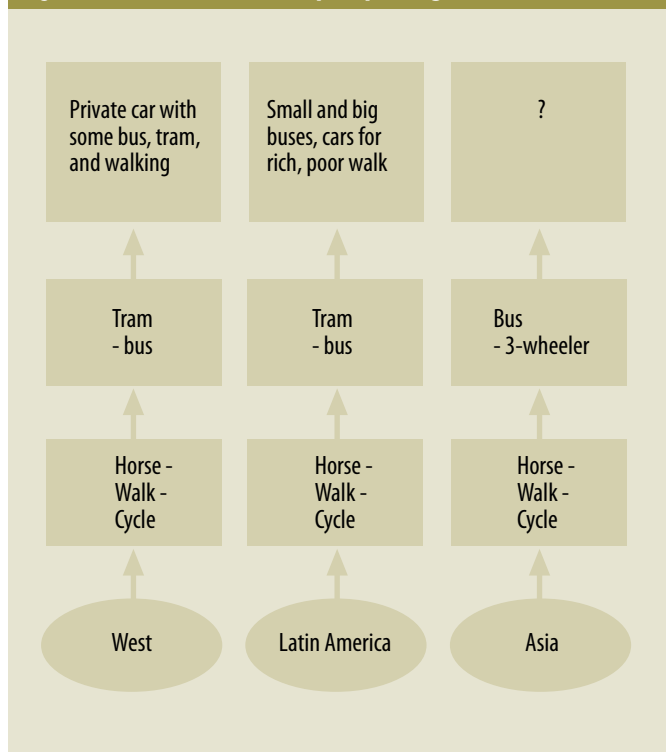 Private car with
some bus, tram,
and walking
Small and big
buses, cars for
rich, poor walk
?
Tram
- bus
Tram
- bus
Bus
- 3-wheeler
Horse -
Walk -
Cycle
Horse -
Walk -
Cycle
Horse -
Walk -
Cycle
West
Latin America
Asia